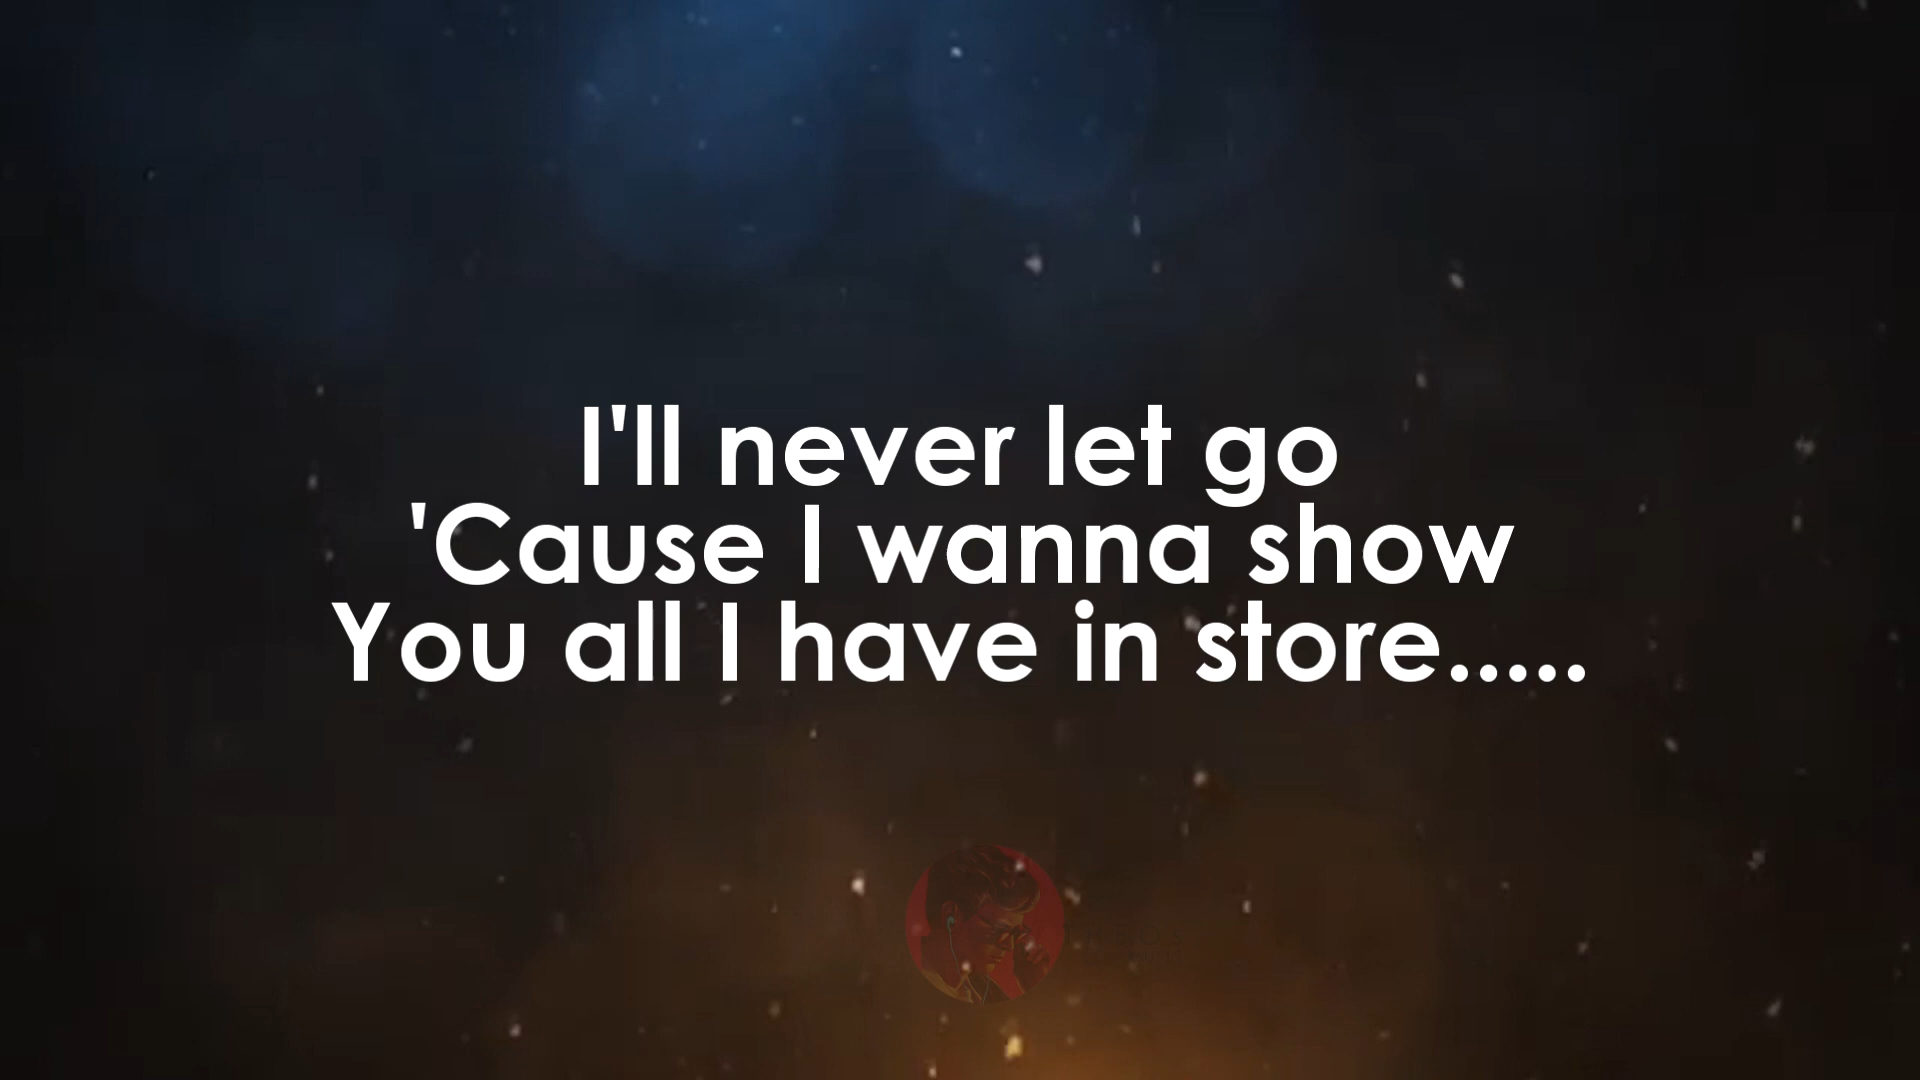 I'll never let go
'Cause I wanna show
You all I have in store.....